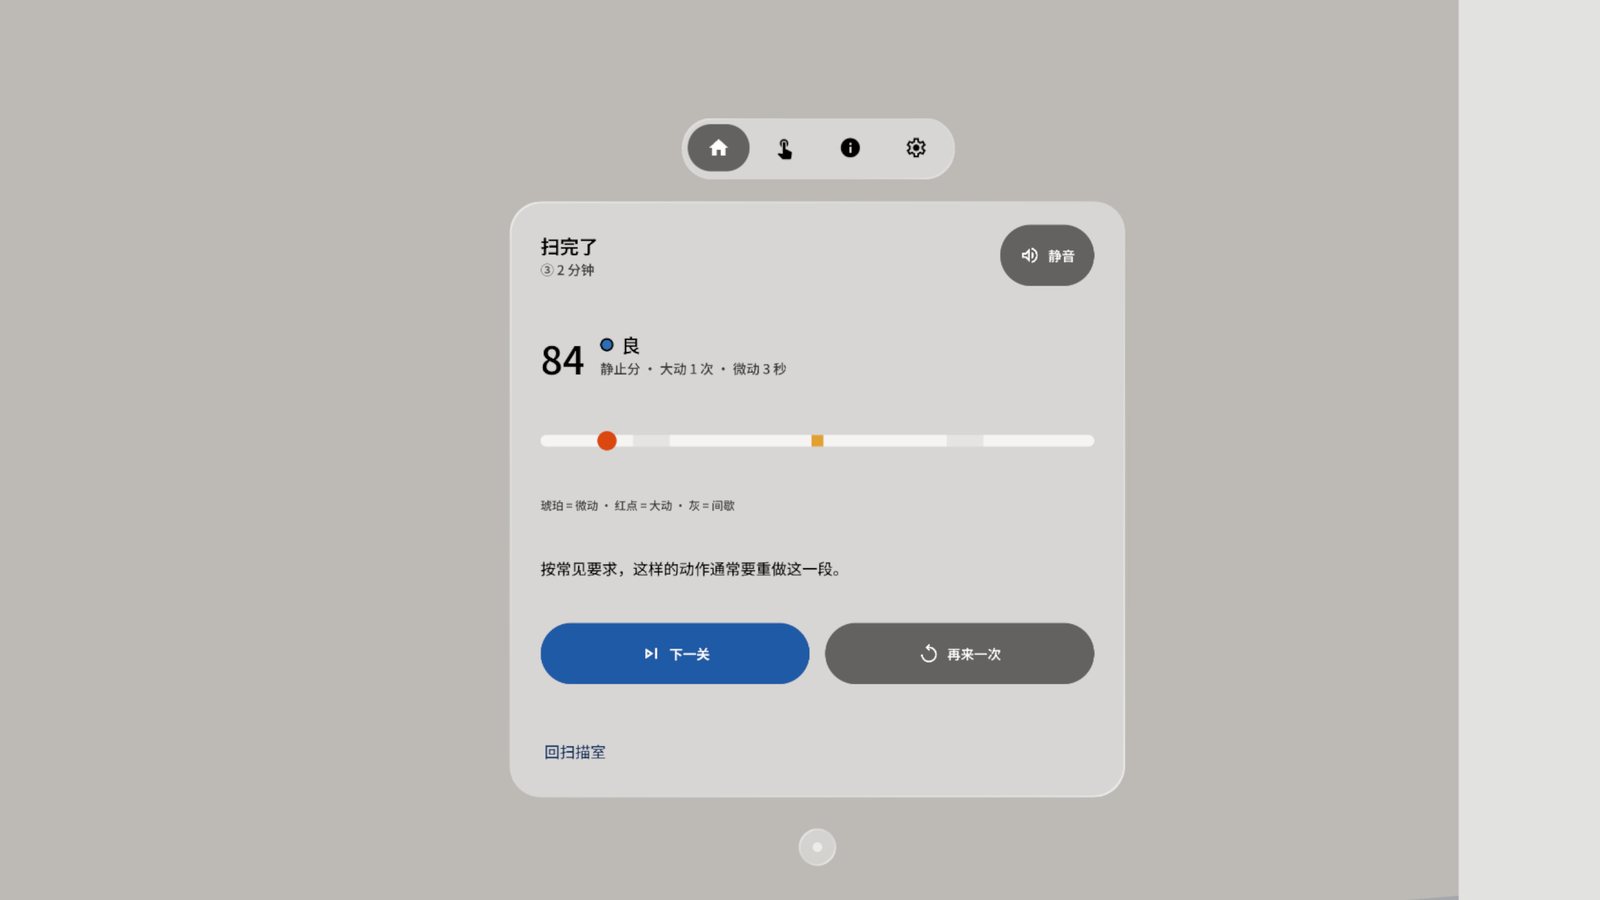 扫完了
③ 2 分钟
静音
84
良
静止分 · 大动 1 次 · 微动 3 秒
琥珀 = 微动 · 红点 = 大动 · 灰 = 间歇
按常见要求，这样的动作通常要重做这一段。
下一关
再来一次
回扫描室